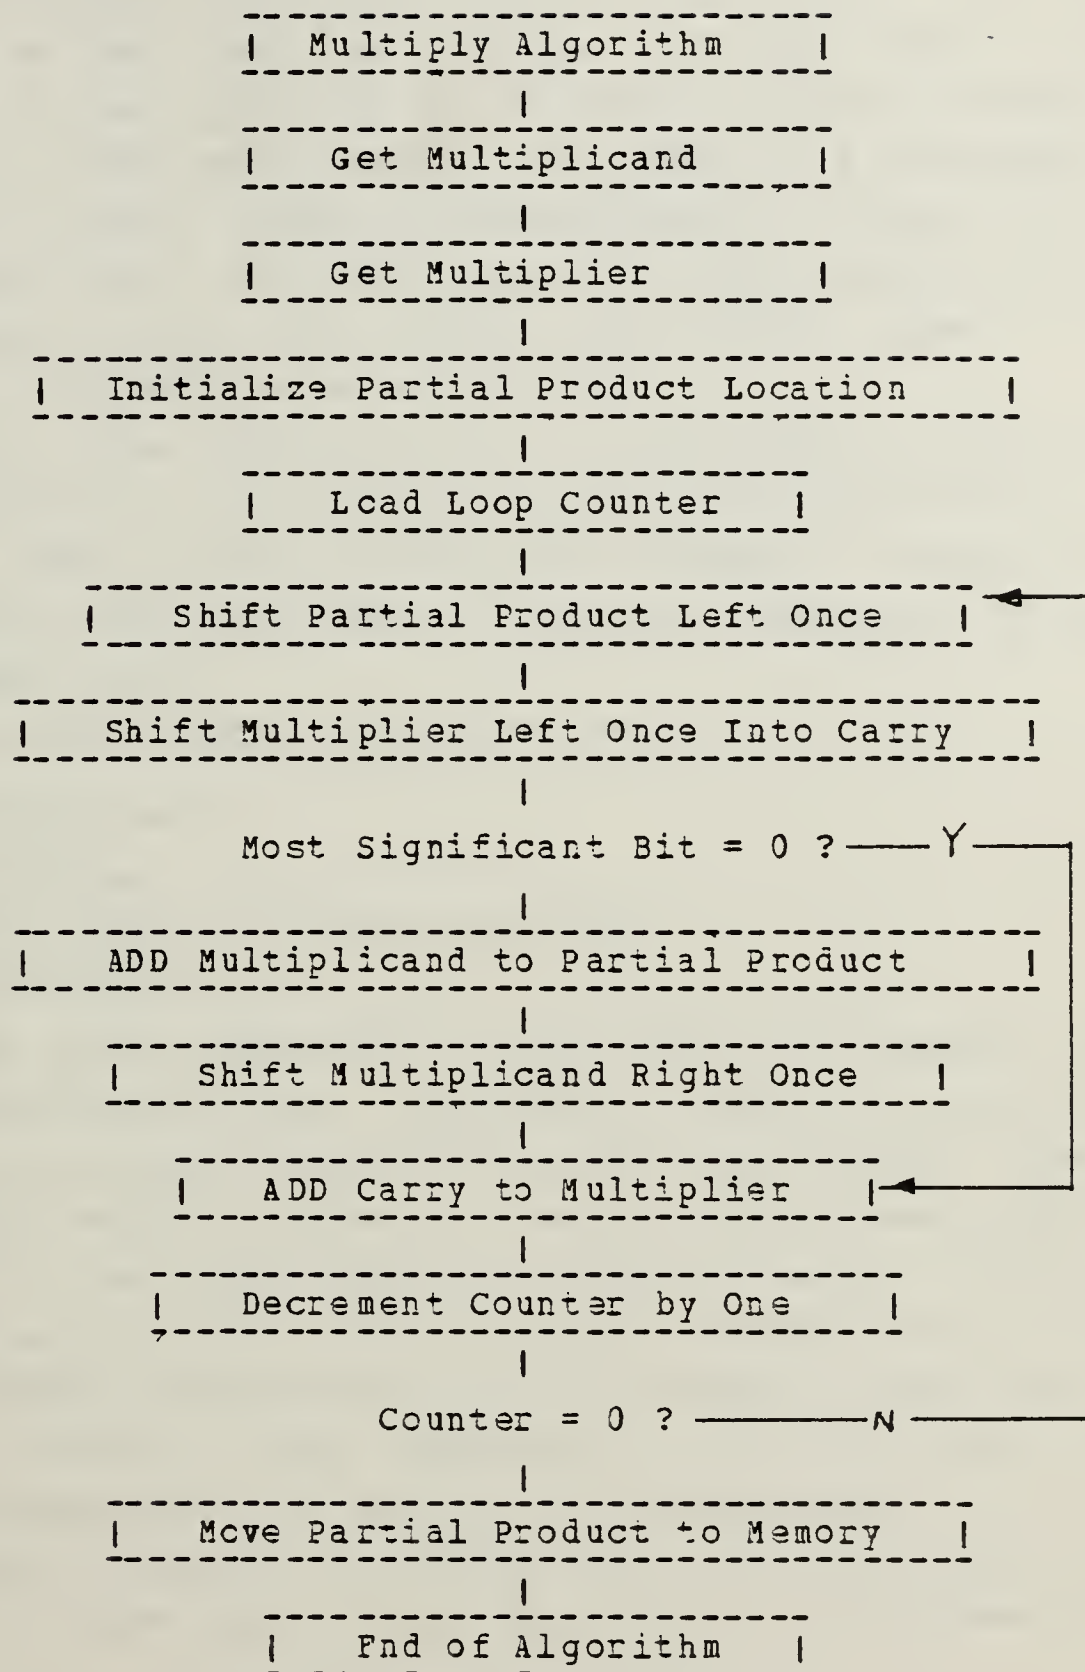 Multiply Algorithm
Get Multiplicand
Get Multiplier
Initialize Partial Product Location
Load Loop Counter
Shift Partial Product Left Once
Shift Multiplier Left Once Into Carry
Most Significant Bit = 0 ? Y
ADD Multiplicand to Partial Product
Shift Multiplicand Right Once
ADD Carry to Multiplier
Decrement Counter by One
Counter = 0 ? N
Move Partial Product to Memory
End of Algorithm